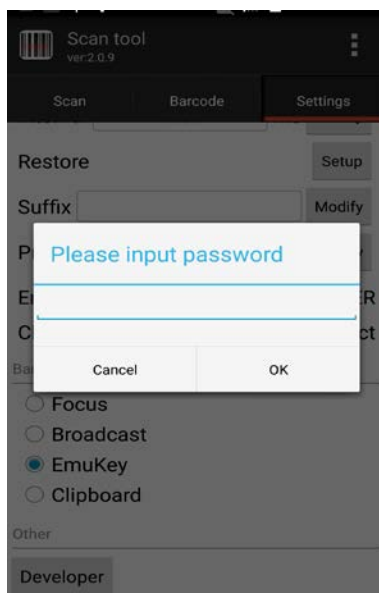 Scan tool
ver:2.0.9
Scan Barcode Settings
Restore Setup
Suffix Modify
Please input password
Cancel OK
Focus
Broadcast
EmuKey
Clipboard
Other
Developer